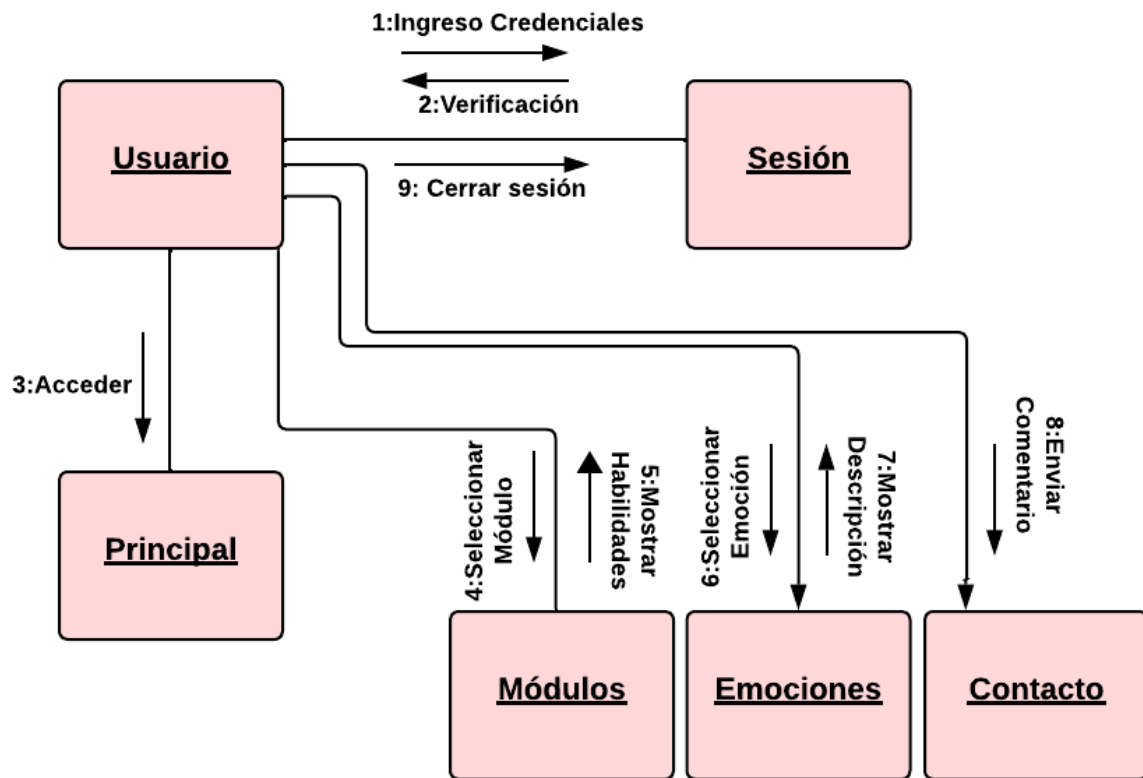 1:Ingreso Credenciales
2:Verificación
Usuario
Sesión
9: Cerrar sesión
3:Acceder
Principal
4:Seleccionar
Módulo
5:Mostrar
Habilidades
6:Seleccionar
Emoción
7:Mostrar
Descripción
8:Enviar
Comentario
Módulos
Emociones
Contacto